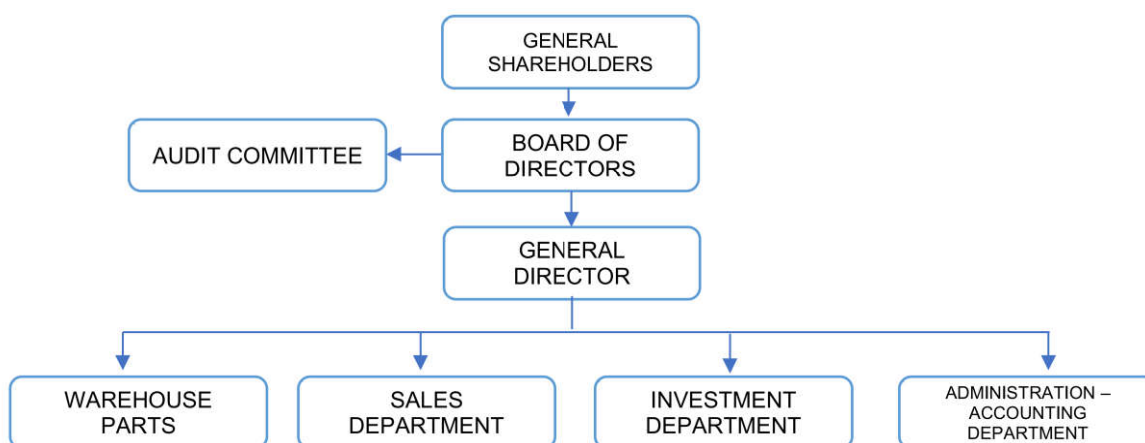 GENERAL
SHAREHOLDERS
AUDIT COMMITTEE
BOARD OF
DIRECTORS
GENERAL
DIRECTOR
WAREHOUSE
PARTS
SALES
DEPARTMENT
INVESTMENT
DEPARTMENT
ADMINISTRATION –
ACCOUNTING
DEPARTMENT